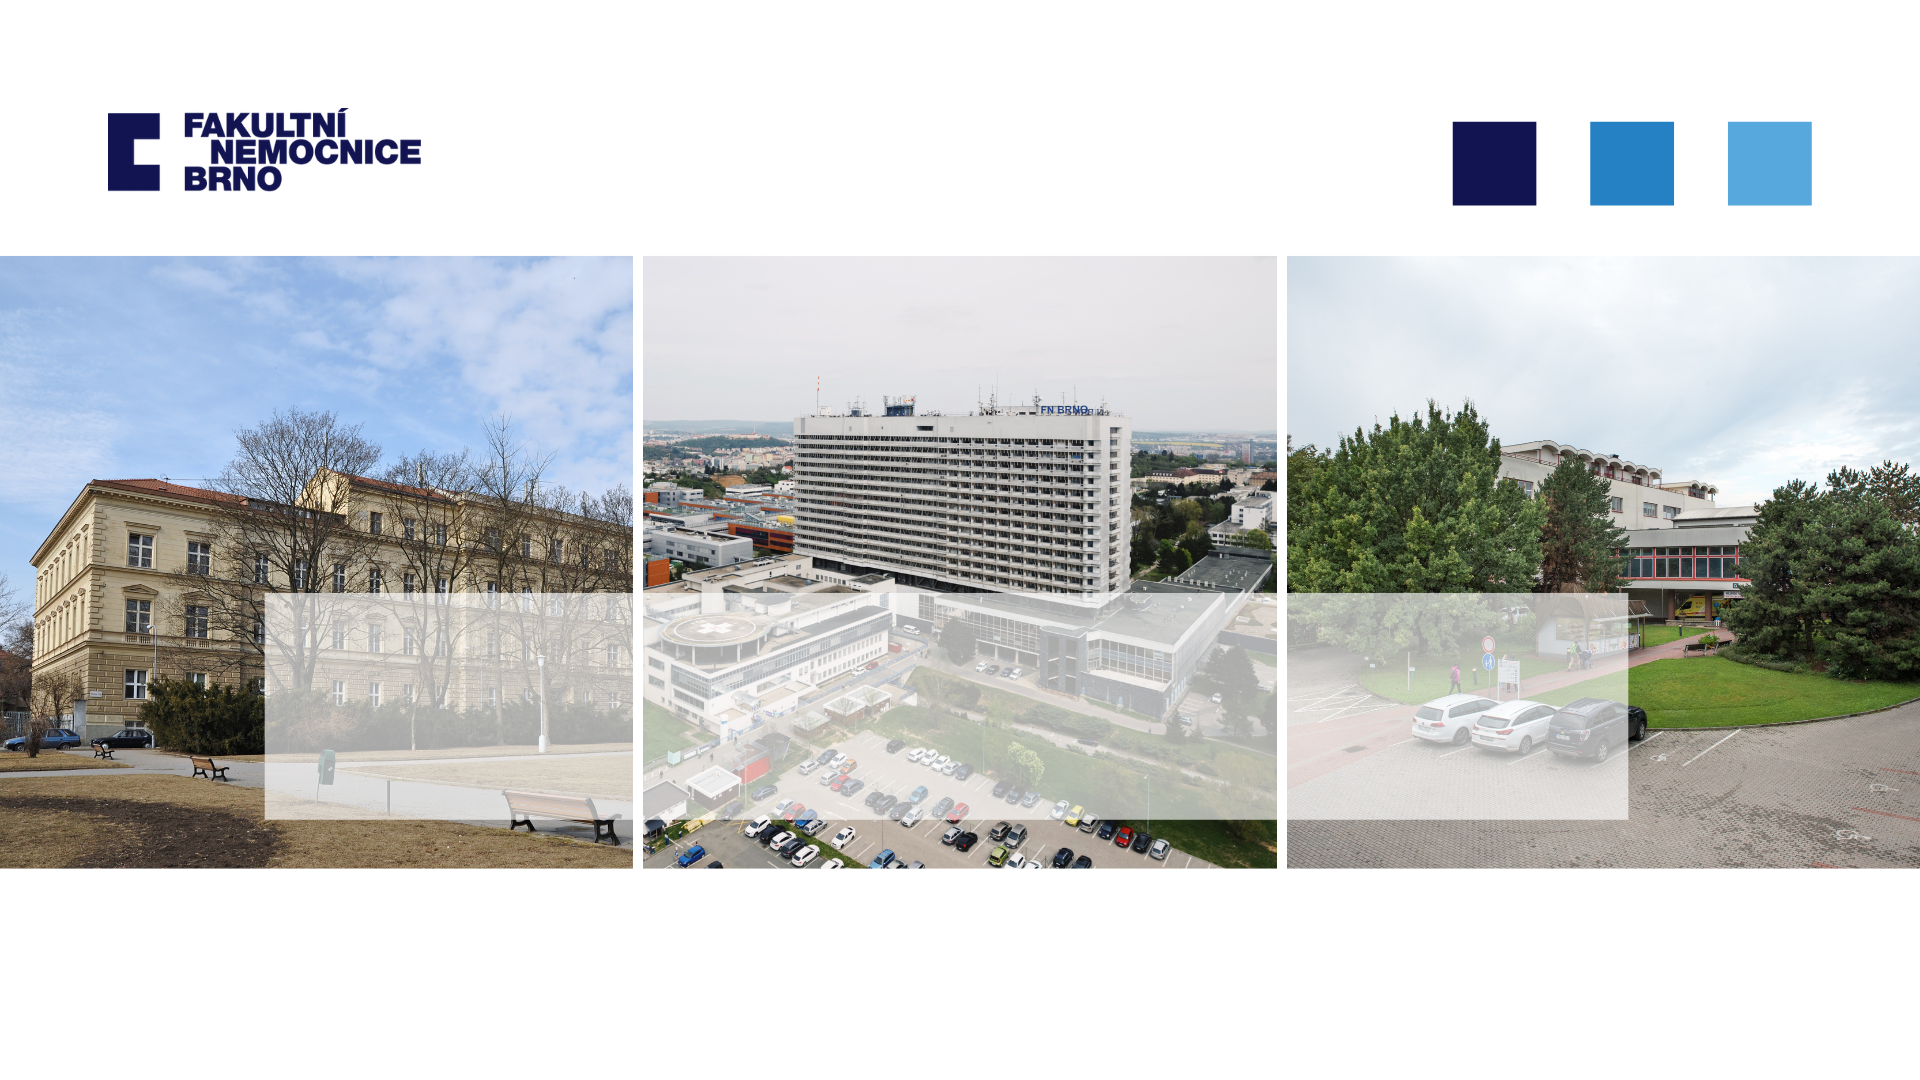 FAKULTNÍ
NEMOCNICE
BRNO
FN BRNO